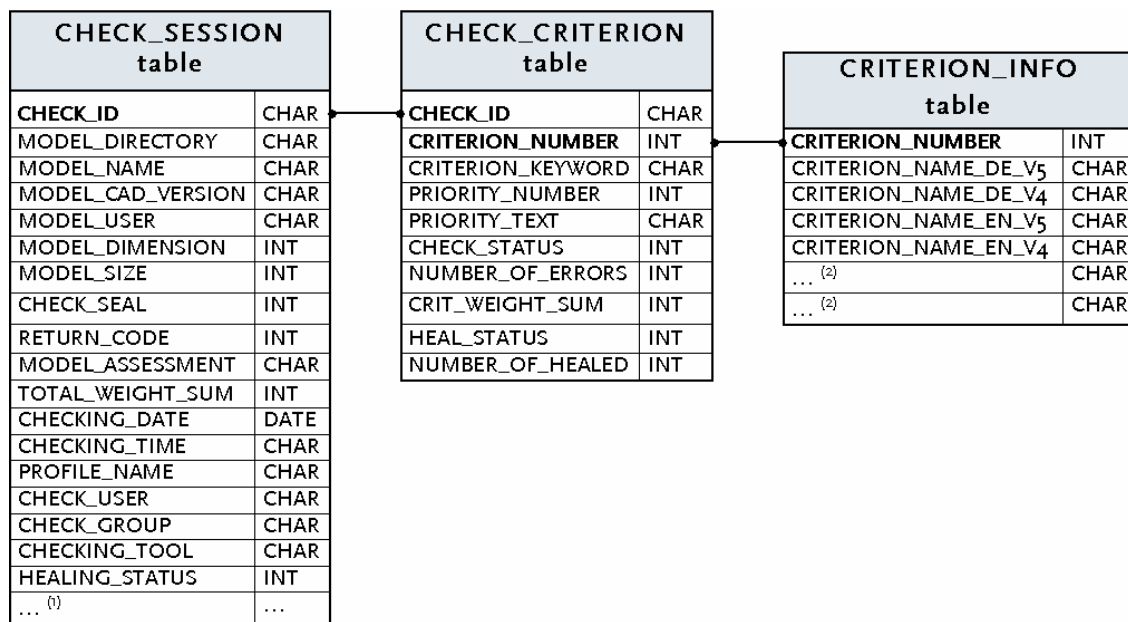 CHECK_SESSION
table
CHECK_ID CHAR
MODEL_DIRECTORY CHAR
MODEL_NAME CHAR
MODEL_CAD_VERSION CHAR
MODEL_USER CHAR
MODEL_DIMENSION INT
MODEL_SIZE INT
CHECK_SEAL INT
RETURN_CODE INT
MODEL_ASSESSMENT CHAR
TOTAL_WEIGHT_SUM INT
CHECKING_DATE DATE
CHECKING_TIME CHAR
PROFILE_NAME CHAR
CHECK_USER CHAR
CHECK_GROUP CHAR
CHECKING_TOOL CHAR
HEALING_STATUS INT
... (1) ...
CHECK_CRITERION
table
CHECK_ID CHAR
CRITERION_NUMBER INT
CRITERION_KEYWORD CHAR
PRIORITY_NUMBER INT
PRIORITY_TEXT CHAR
CHECK_STATUS INT
NUMBER_OF_ERRORS INT
CRIT_WEIGHT_SUM INT
HEAL_STATUS INT
NUMBER_OF_HEALED INT
CRITERION_INFO
table
CRITERION_NUMBER INT
CRITERION_NAME_DE_V5 CHAR
CRITERION_NAME_DE_V4 CHAR
CRITERION_NAME_EN_V5 CHAR
CRITERION_NAME_EN_V4 CHAR
... (2) CHAR
... (2) CHAR